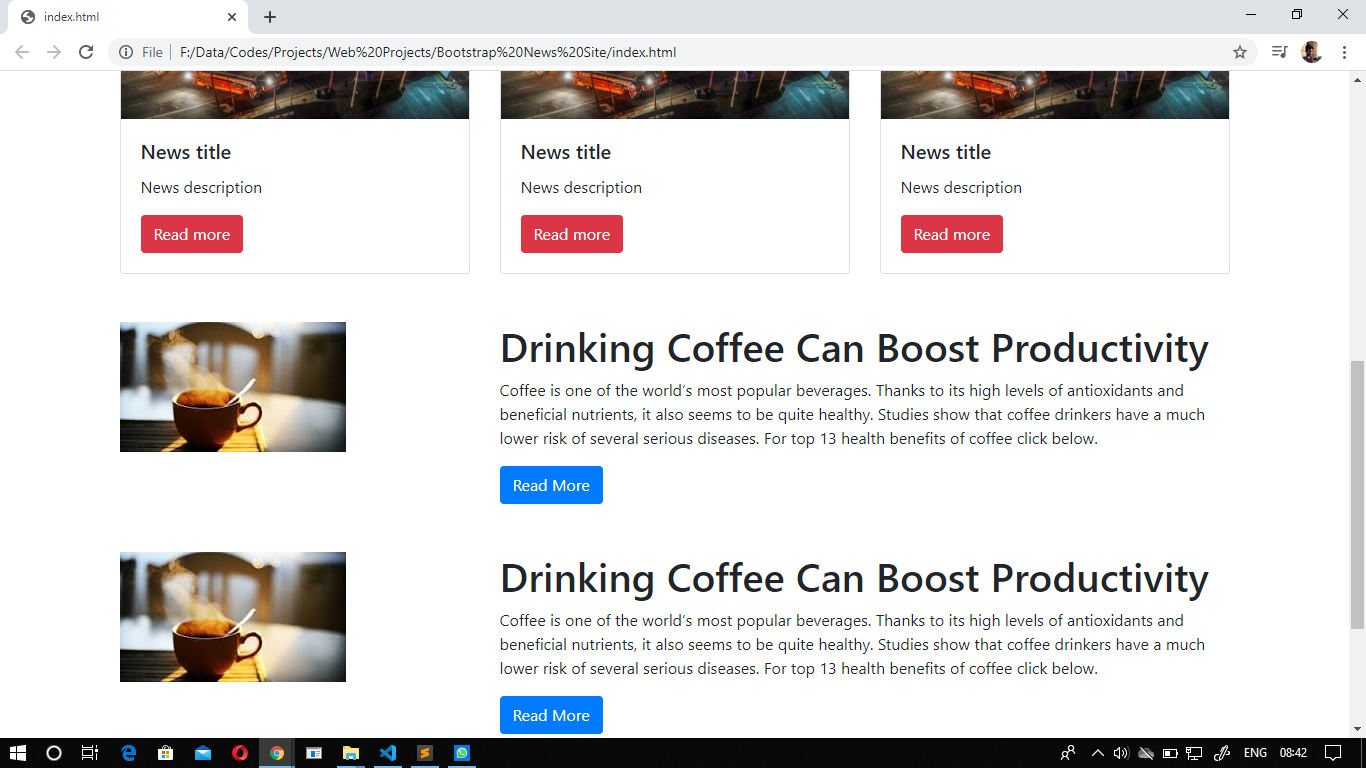 index.html
File
F:/Data/Codes/Projects/Web%20Projects/Bootstrap%20News%20Site/index.html
News title
News description
Read more
News title
News description
Read more
News title
News description
Read more
Drinking Coffee Can Boost Productivity
Coffee is one of the world's most popular beverages. Thanks to its high levels of antioxidants and
beneficial nutrients, it also seems to be quite healthy. Studies show that coffee drinkers have a much
lower risk of several serious diseases. For top 13 health benefits of coffee click below.
Read More
Drinking Coffee Can Boost Productivity
Coffee is one of the world's most popular beverages. Thanks to its high levels of antioxidants and
beneficial nutrients, it also seems to be quite healthy. Studies show that coffee drinkers have a much
lower risk of several serious diseases. For top 13 health benefits of coffee click below.
Read More
ENG 08:42